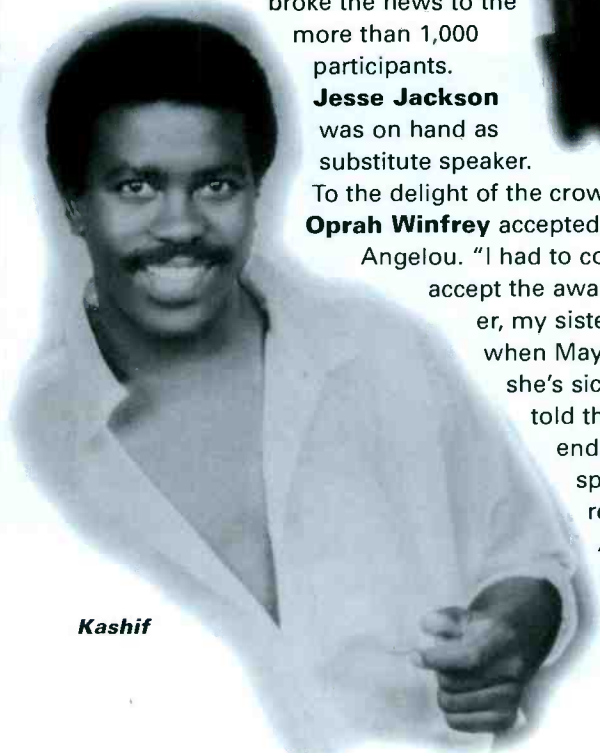 broke the news to the
more than 1,000
participants.
Jesse Jackson
was on hand as
substitute speaker.
To the delight of the crow
Oprah Winfrey accepted
Angelou. "I had to co
accept the awa
er, my siste
when May
she's sic
told th
end
sp
re
Kashif